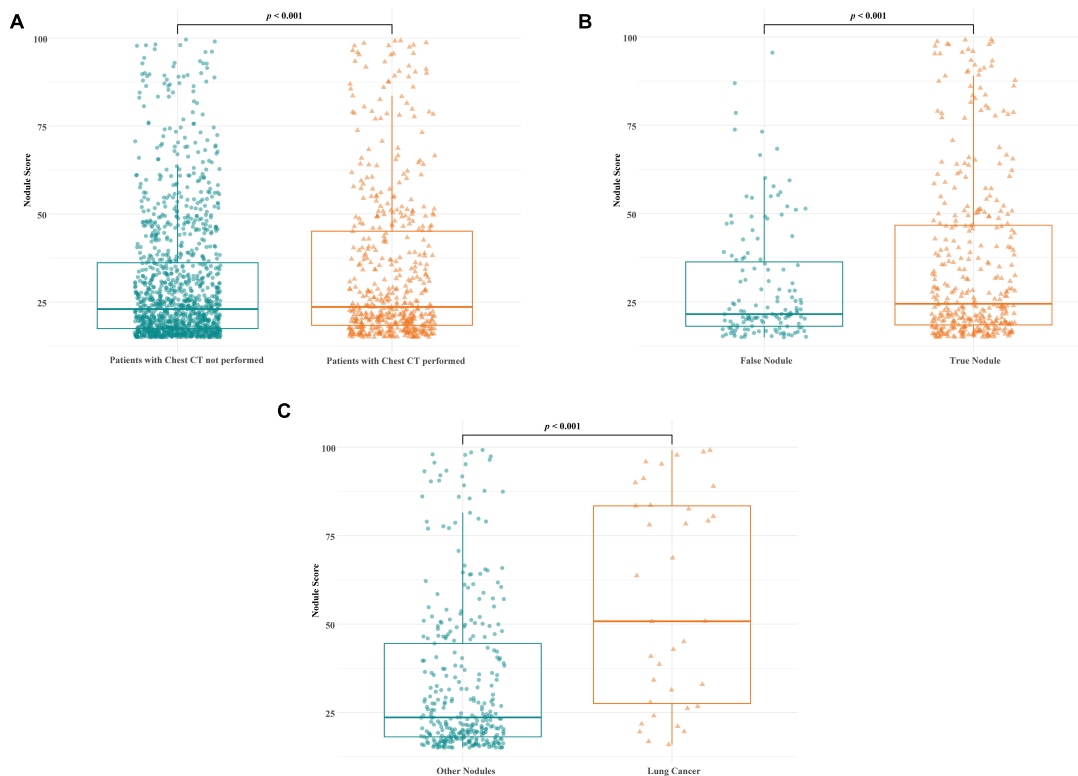 A
p < 0.001
100
75
50
25
Nodule Score
Patients with Chest CT not performed
Patients with Chest CT performed
B
p < 0.001
100
75
50
25
Nodule Score
False Nodule
True Nodule
C
p < 0.001
100
75
50
25
Nodule Score
Other Nodules
Lung Cancer